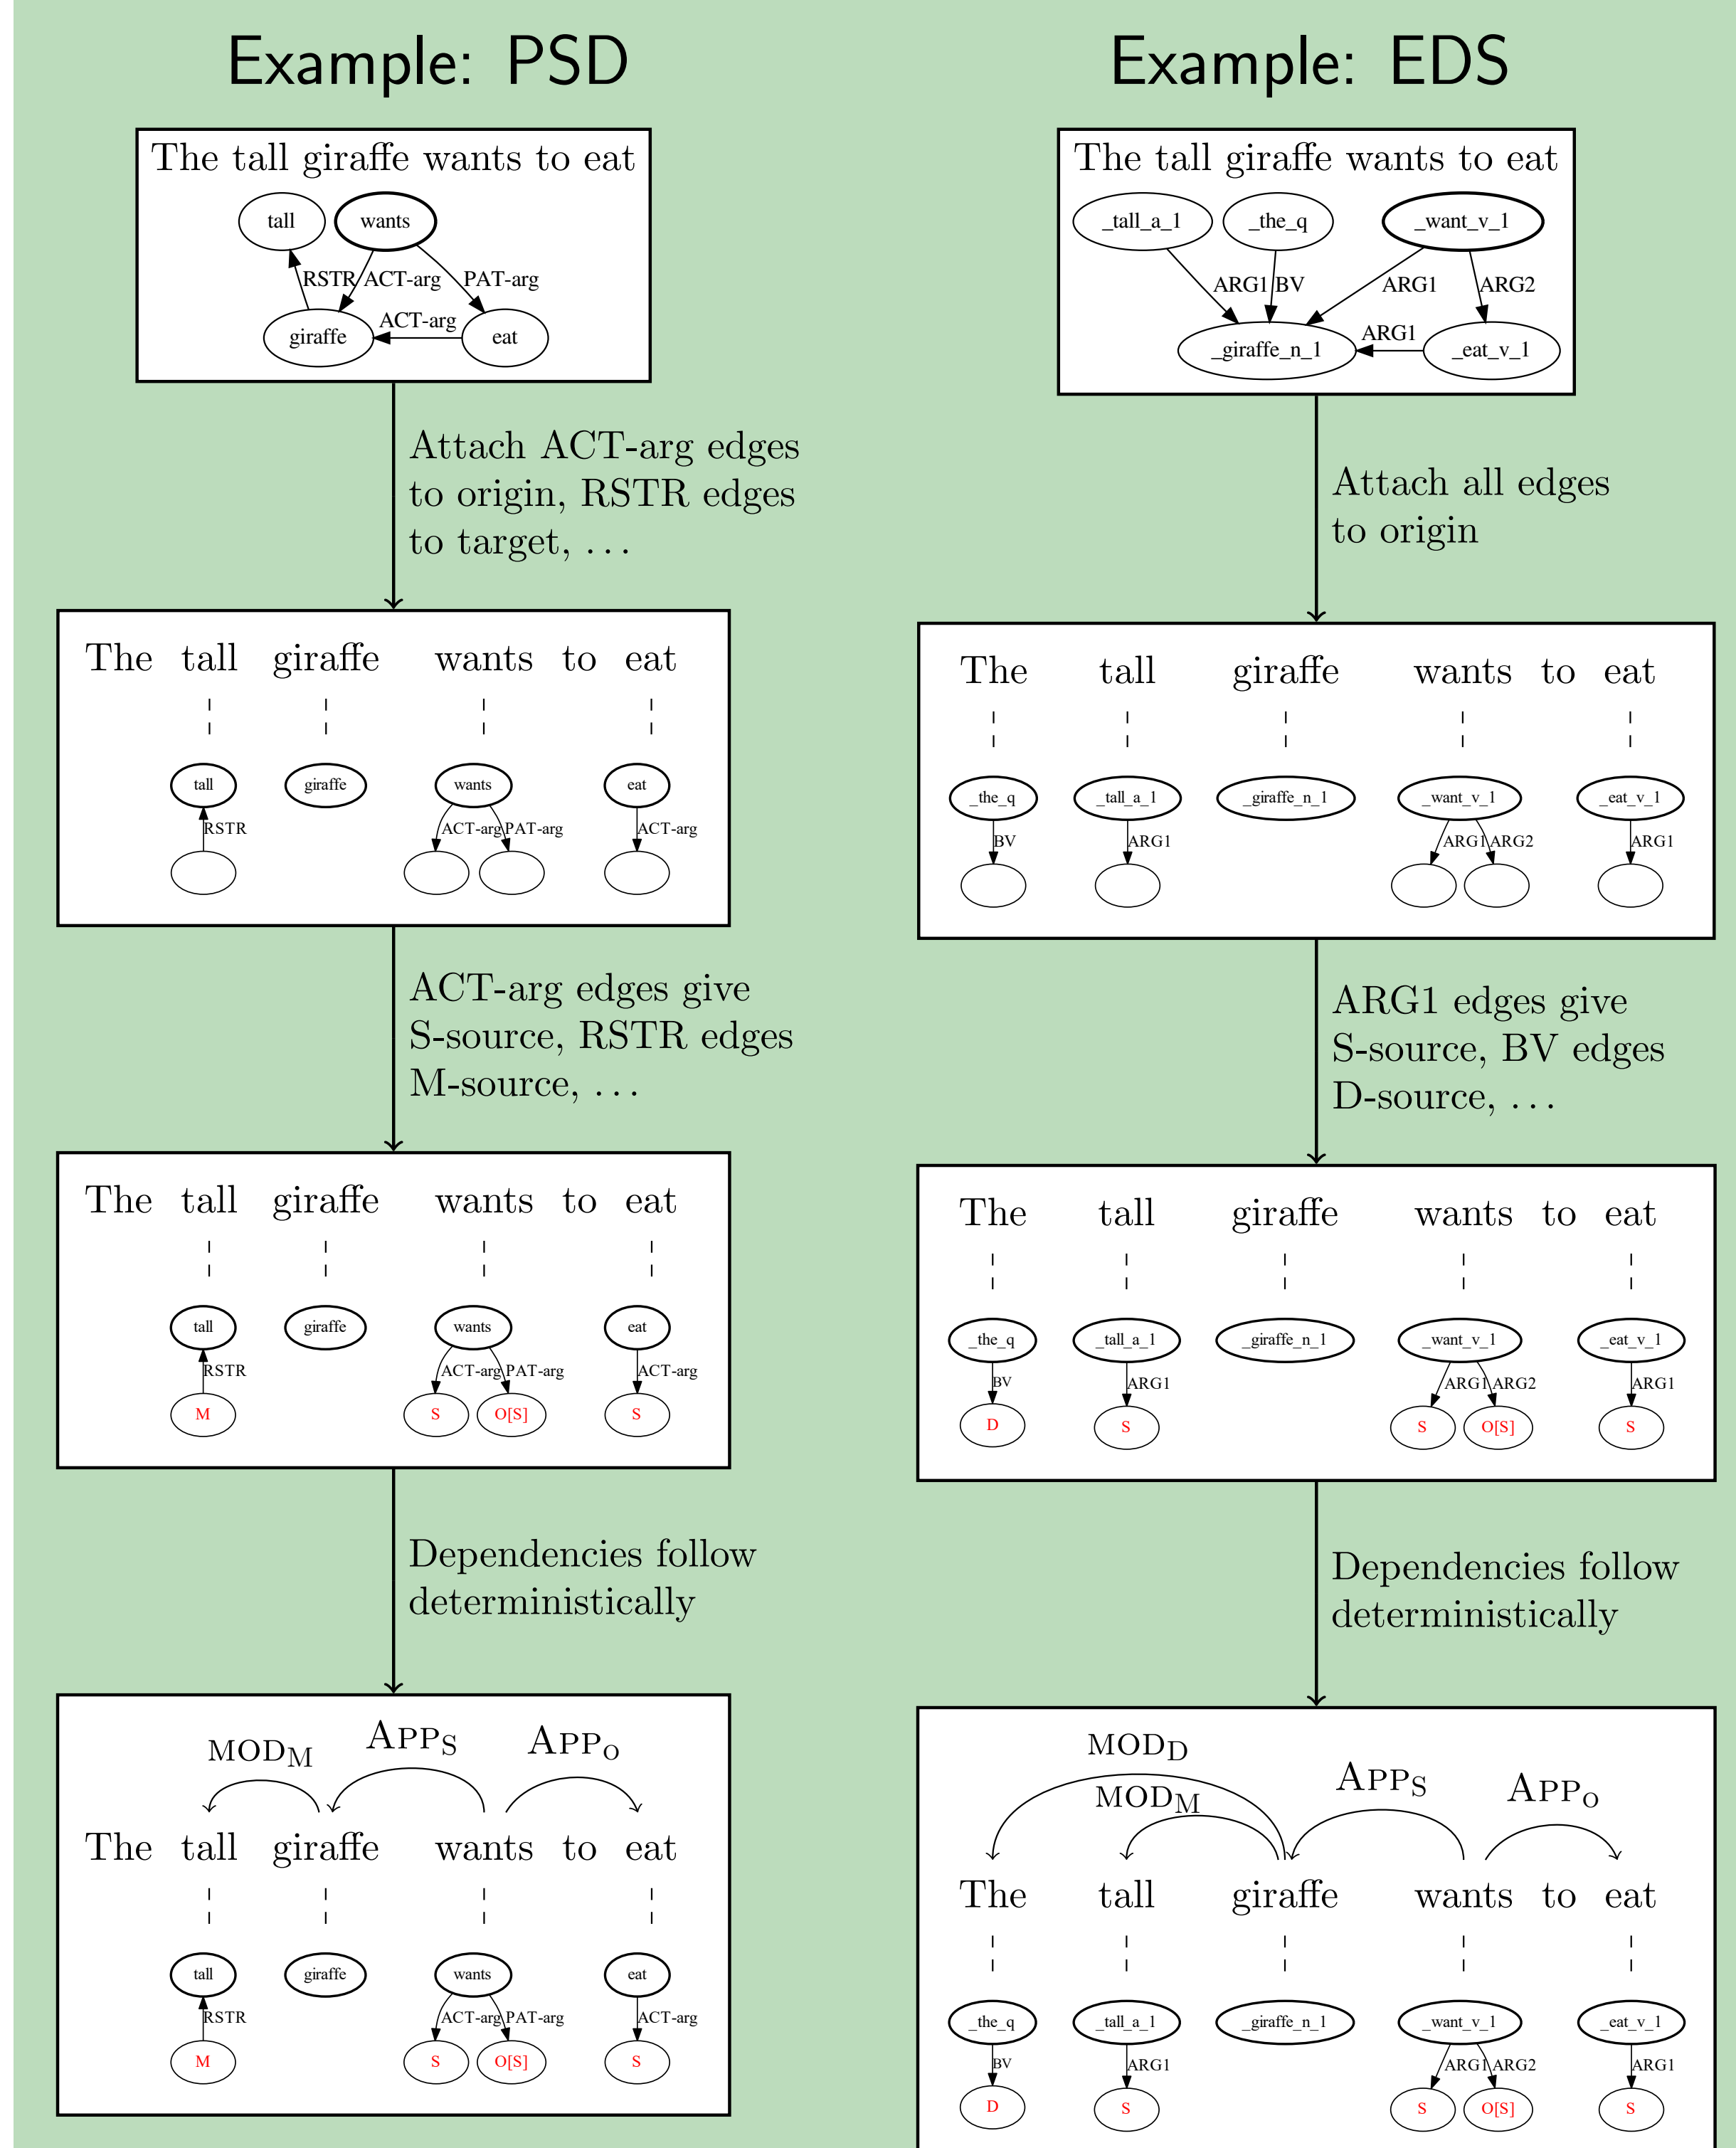 Example: PSD
The tall giraffe wants to eat
tall wants
RSTR ACT-arg PAT-arg
ACT-arg
giraffe eat
Attach ACT-arg edges
to origin, RSTR edges
to target, …
The tall giraffe wants to eat
tall giraffe wants eat
RSTR ACT-arg PAT-arg ACT-arg
ACT-arg edges give
S-source, RSTR edges
M-source, …
The tall giraffe wants to eat
tall giraffe wants eat
RSTR ACT-arg PAT-arg ACT-arg
M S O[S] S
Dependencies follow
deterministically
MOD_M APP_S APP_O
The tall giraffe wants to eat
tall giraffe wants eat
RSTR ACT-arg PAT-arg ACT-arg
M S O[S] S
Example: EDS
The tall giraffe wants to eat
_tall_a_1 _the_q _want_v_1
ARG1 BV ARG1 ARG2
ARG1
_giraffe_n_1 _eat_v_1
Attach all edges
to origin
The tall giraffe wants to eat
_the_q _tall_a_1 _giraffe_n_1 _want_v_1 _eat_v_1
BV ARG1 ARG1 ARG2 ARG1
ARG1 edges give
S-source, BV edges
D-source, …
The tall giraffe wants to eat
_the_q _tall_a_1 _giraffe_n_1 _want_v_1 _eat_v_1
BV ARG1 ARG1 ARG2 ARG1
D S S O[S] S
Dependencies follow
deterministically
MOD_D
MOD_M APP_S APP_O
The tall giraffe wants to eat
_the_q _tall_a_1 _giraffe_n_1 _want_v_1 _eat_v_1
BV ARG1 ARG1 ARG2 ARG1
D S S O[S] S